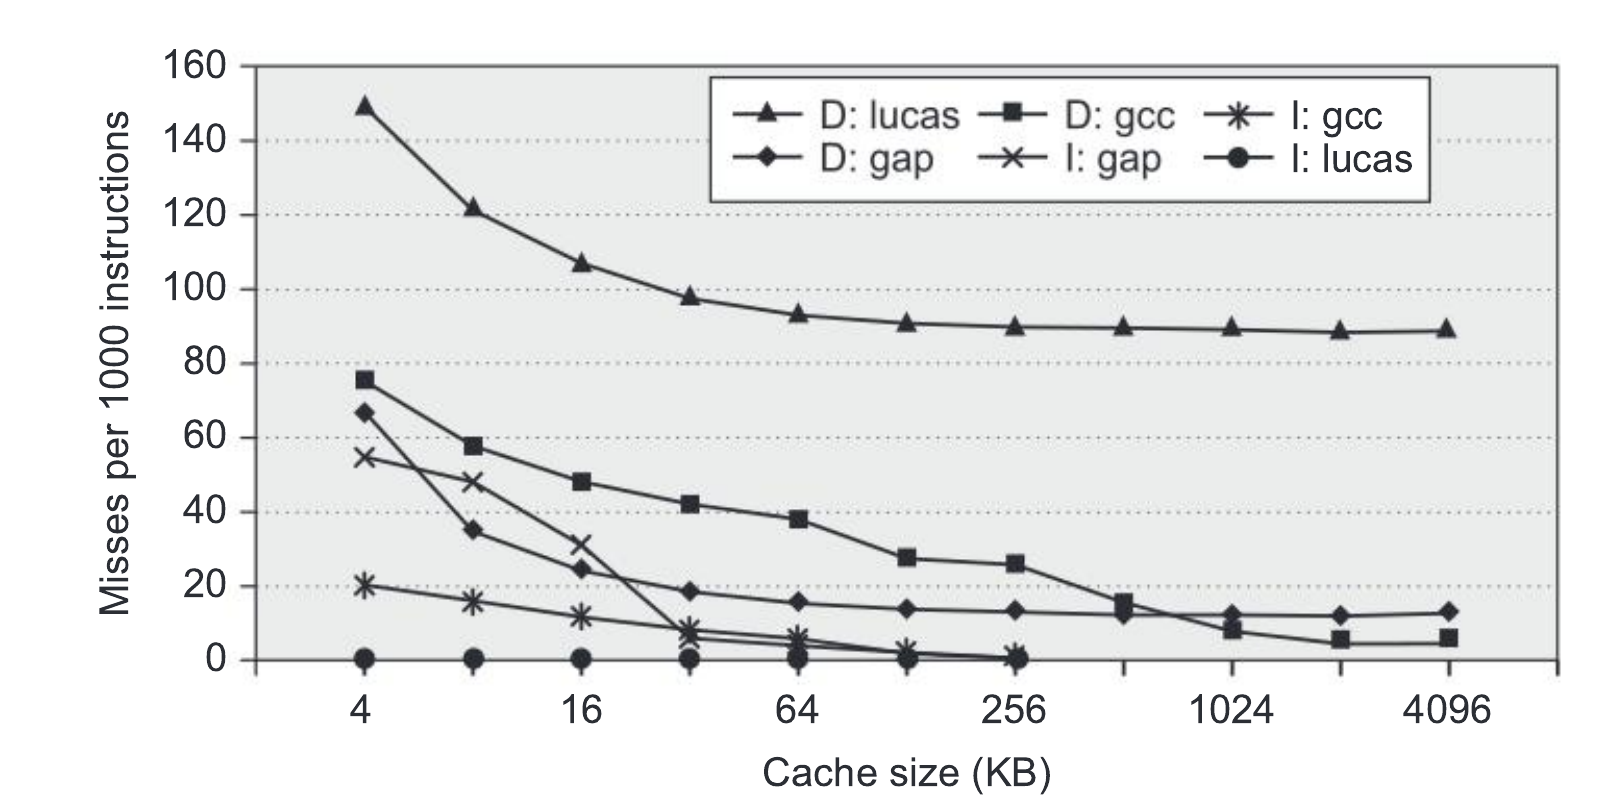 160
140
120
100
80
60
40
20
0
Misses per 1000 instructions
D: lucas D: gcc I: gcc
D: gap I: gap I: lucas
4 16 64 256 1024 4096
Cache size (KB)